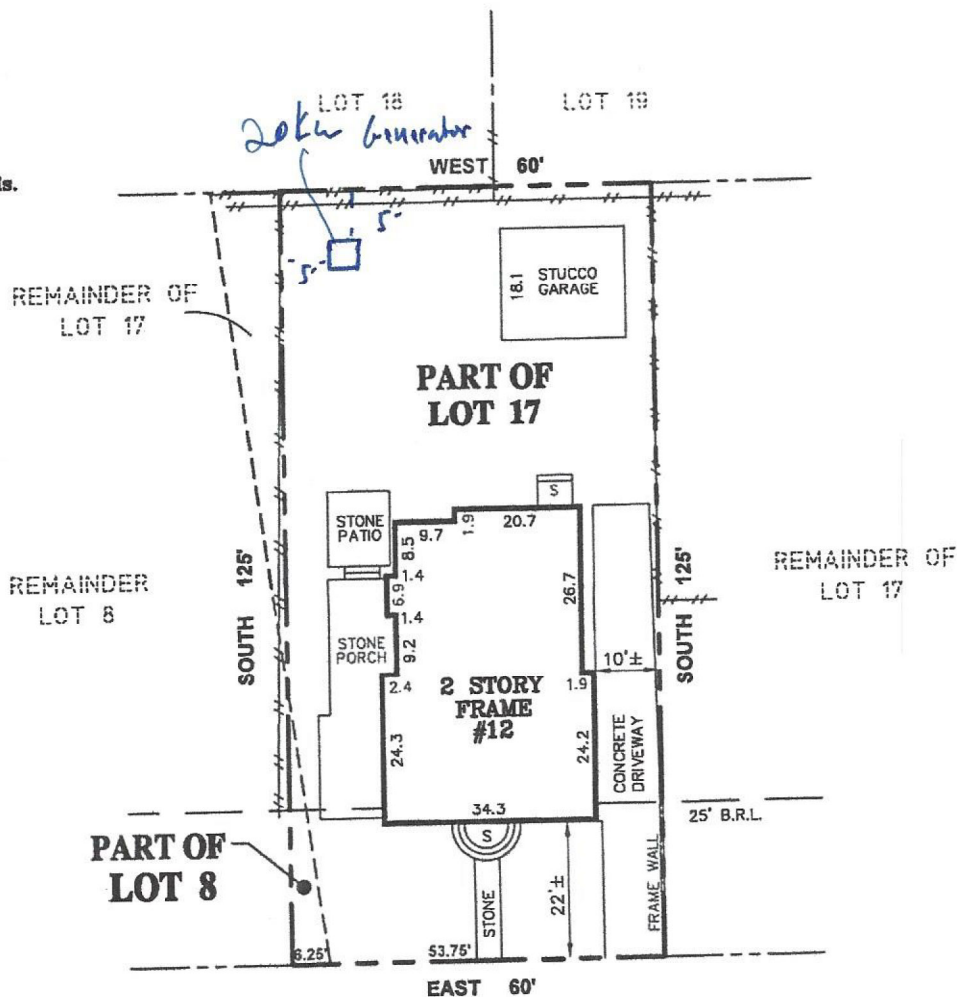 LOT 18
LOT 19
20kw Generator
WEST 60'
ls.
5'
5'
18.1
STUCCO
GARAGE
REMAINDER OF
LOT 17
PART OF
LOT 17
S
STONE
PATIO
9.7
1.9
20.7
8.5
1.4
6.9
1.4
9.2
26.7
SOUTH 125'
REMAINDER
LOT 8
STONE
PORCH
2.4
2 STORY
FRAME
#12
1.9
10'±
SOUTH 125'
REMAINDER OF
LOT 17
24.3
24.2
CONCRETE
DRIVEWAY
34.3
25' B.R.L.
S
PART OF
LOT 8
STONE
22'±
FRAME WALL
6.25'
53.75'
EAST 60'